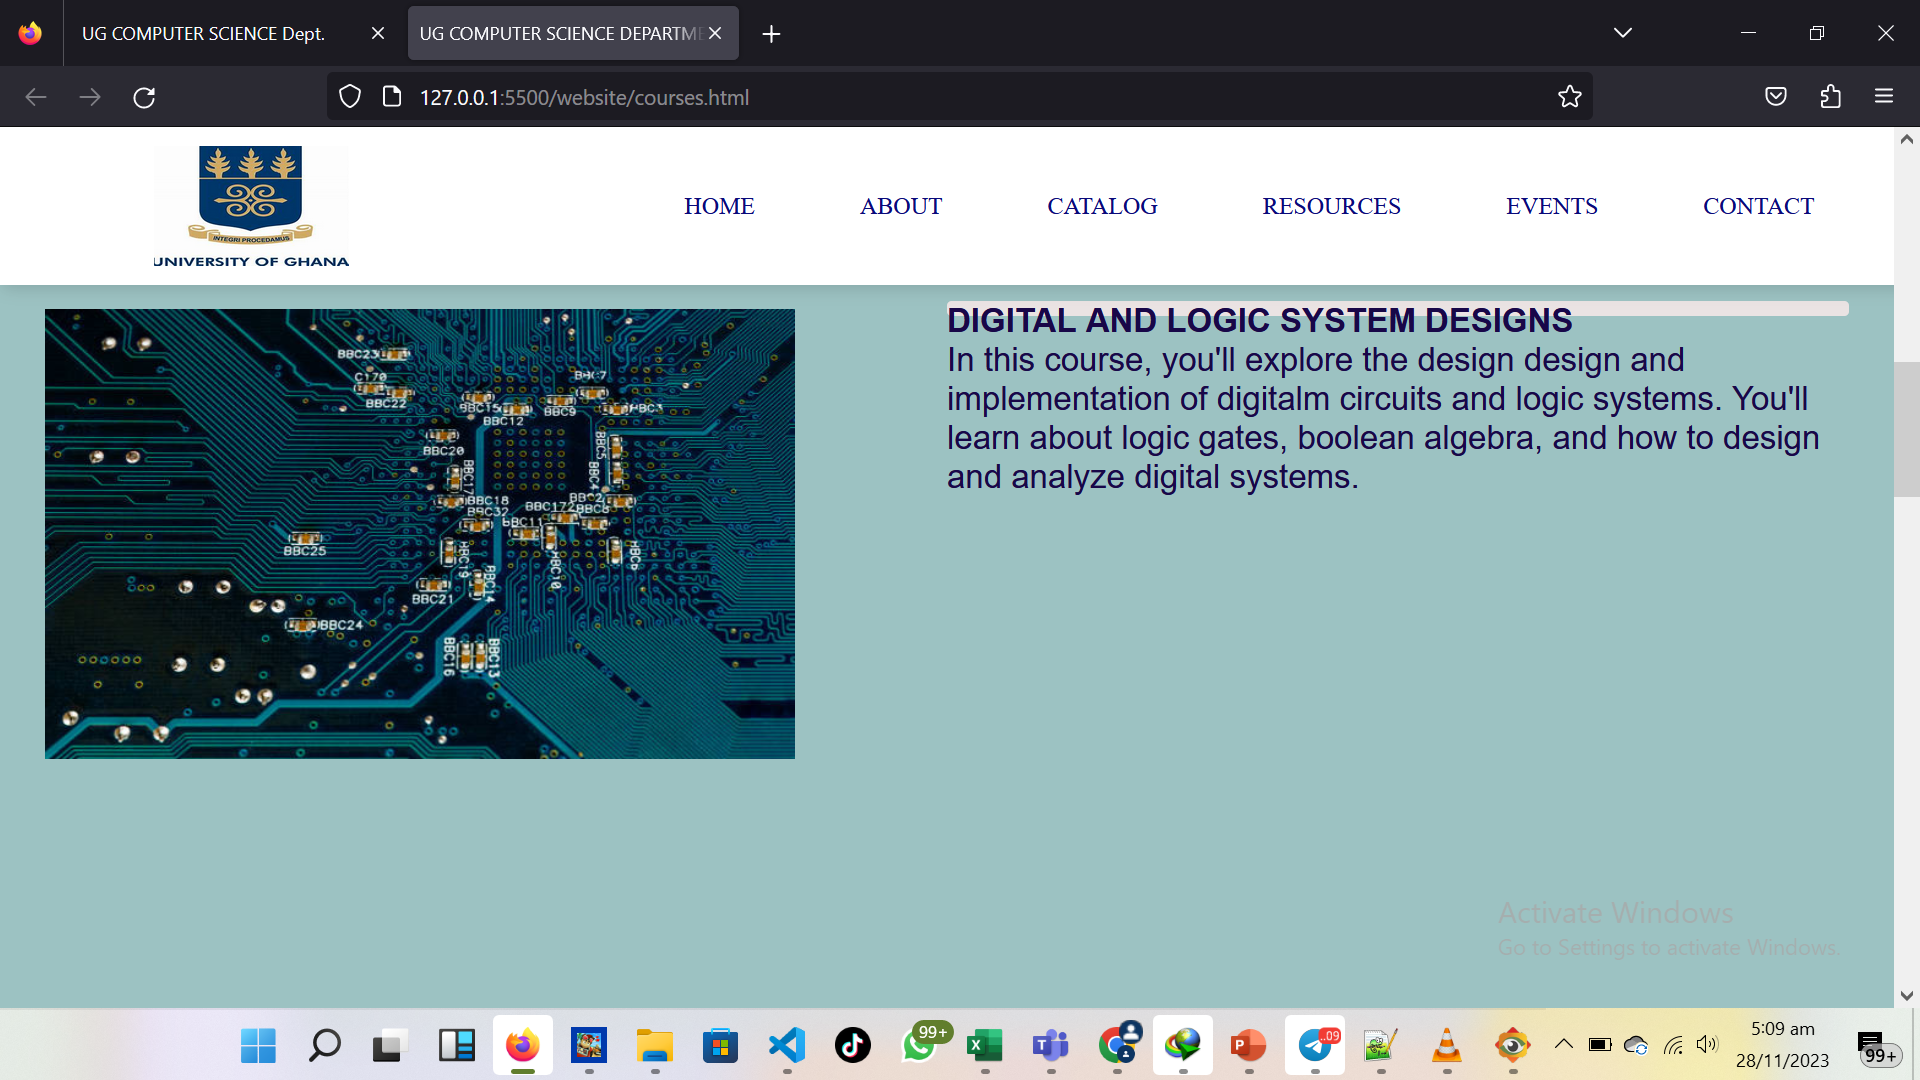 UG COMPUTER SCIENCE Dept.
UG COMPUTER SCIENCE DEPARTME
127.0.0.1:5500/website/courses.html
INTEGRI PROCEDAMUS
UNIVERSITY OF GHANA
HOME ABOUT CATALOG RESOURCES EVENTS CONTACT
DIGITAL AND LOGIC SYSTEM DESIGNS
In this course, you'll explore the design design and
implementation of digitalm circuits and logic systems. You'll
learn about logic gates, boolean algebra, and how to design
and analyze digital systems.
BBC23
C170
BBC22
BBC15
BBC12
BBC9
BBC7
BBC3
BBC20
BBC17
BBC5
BBC4
BBC18
BBC32
BBC11
BBC172
BBC2
BBC8
BBC25
BBC19
BBC10
BBC6
BBC21
BBC14
BBC24
BBC16
BBC13
Activate Windows
Go to Settings to activate Windows.
99+
..09
5:09 am
28/11/2023
99+